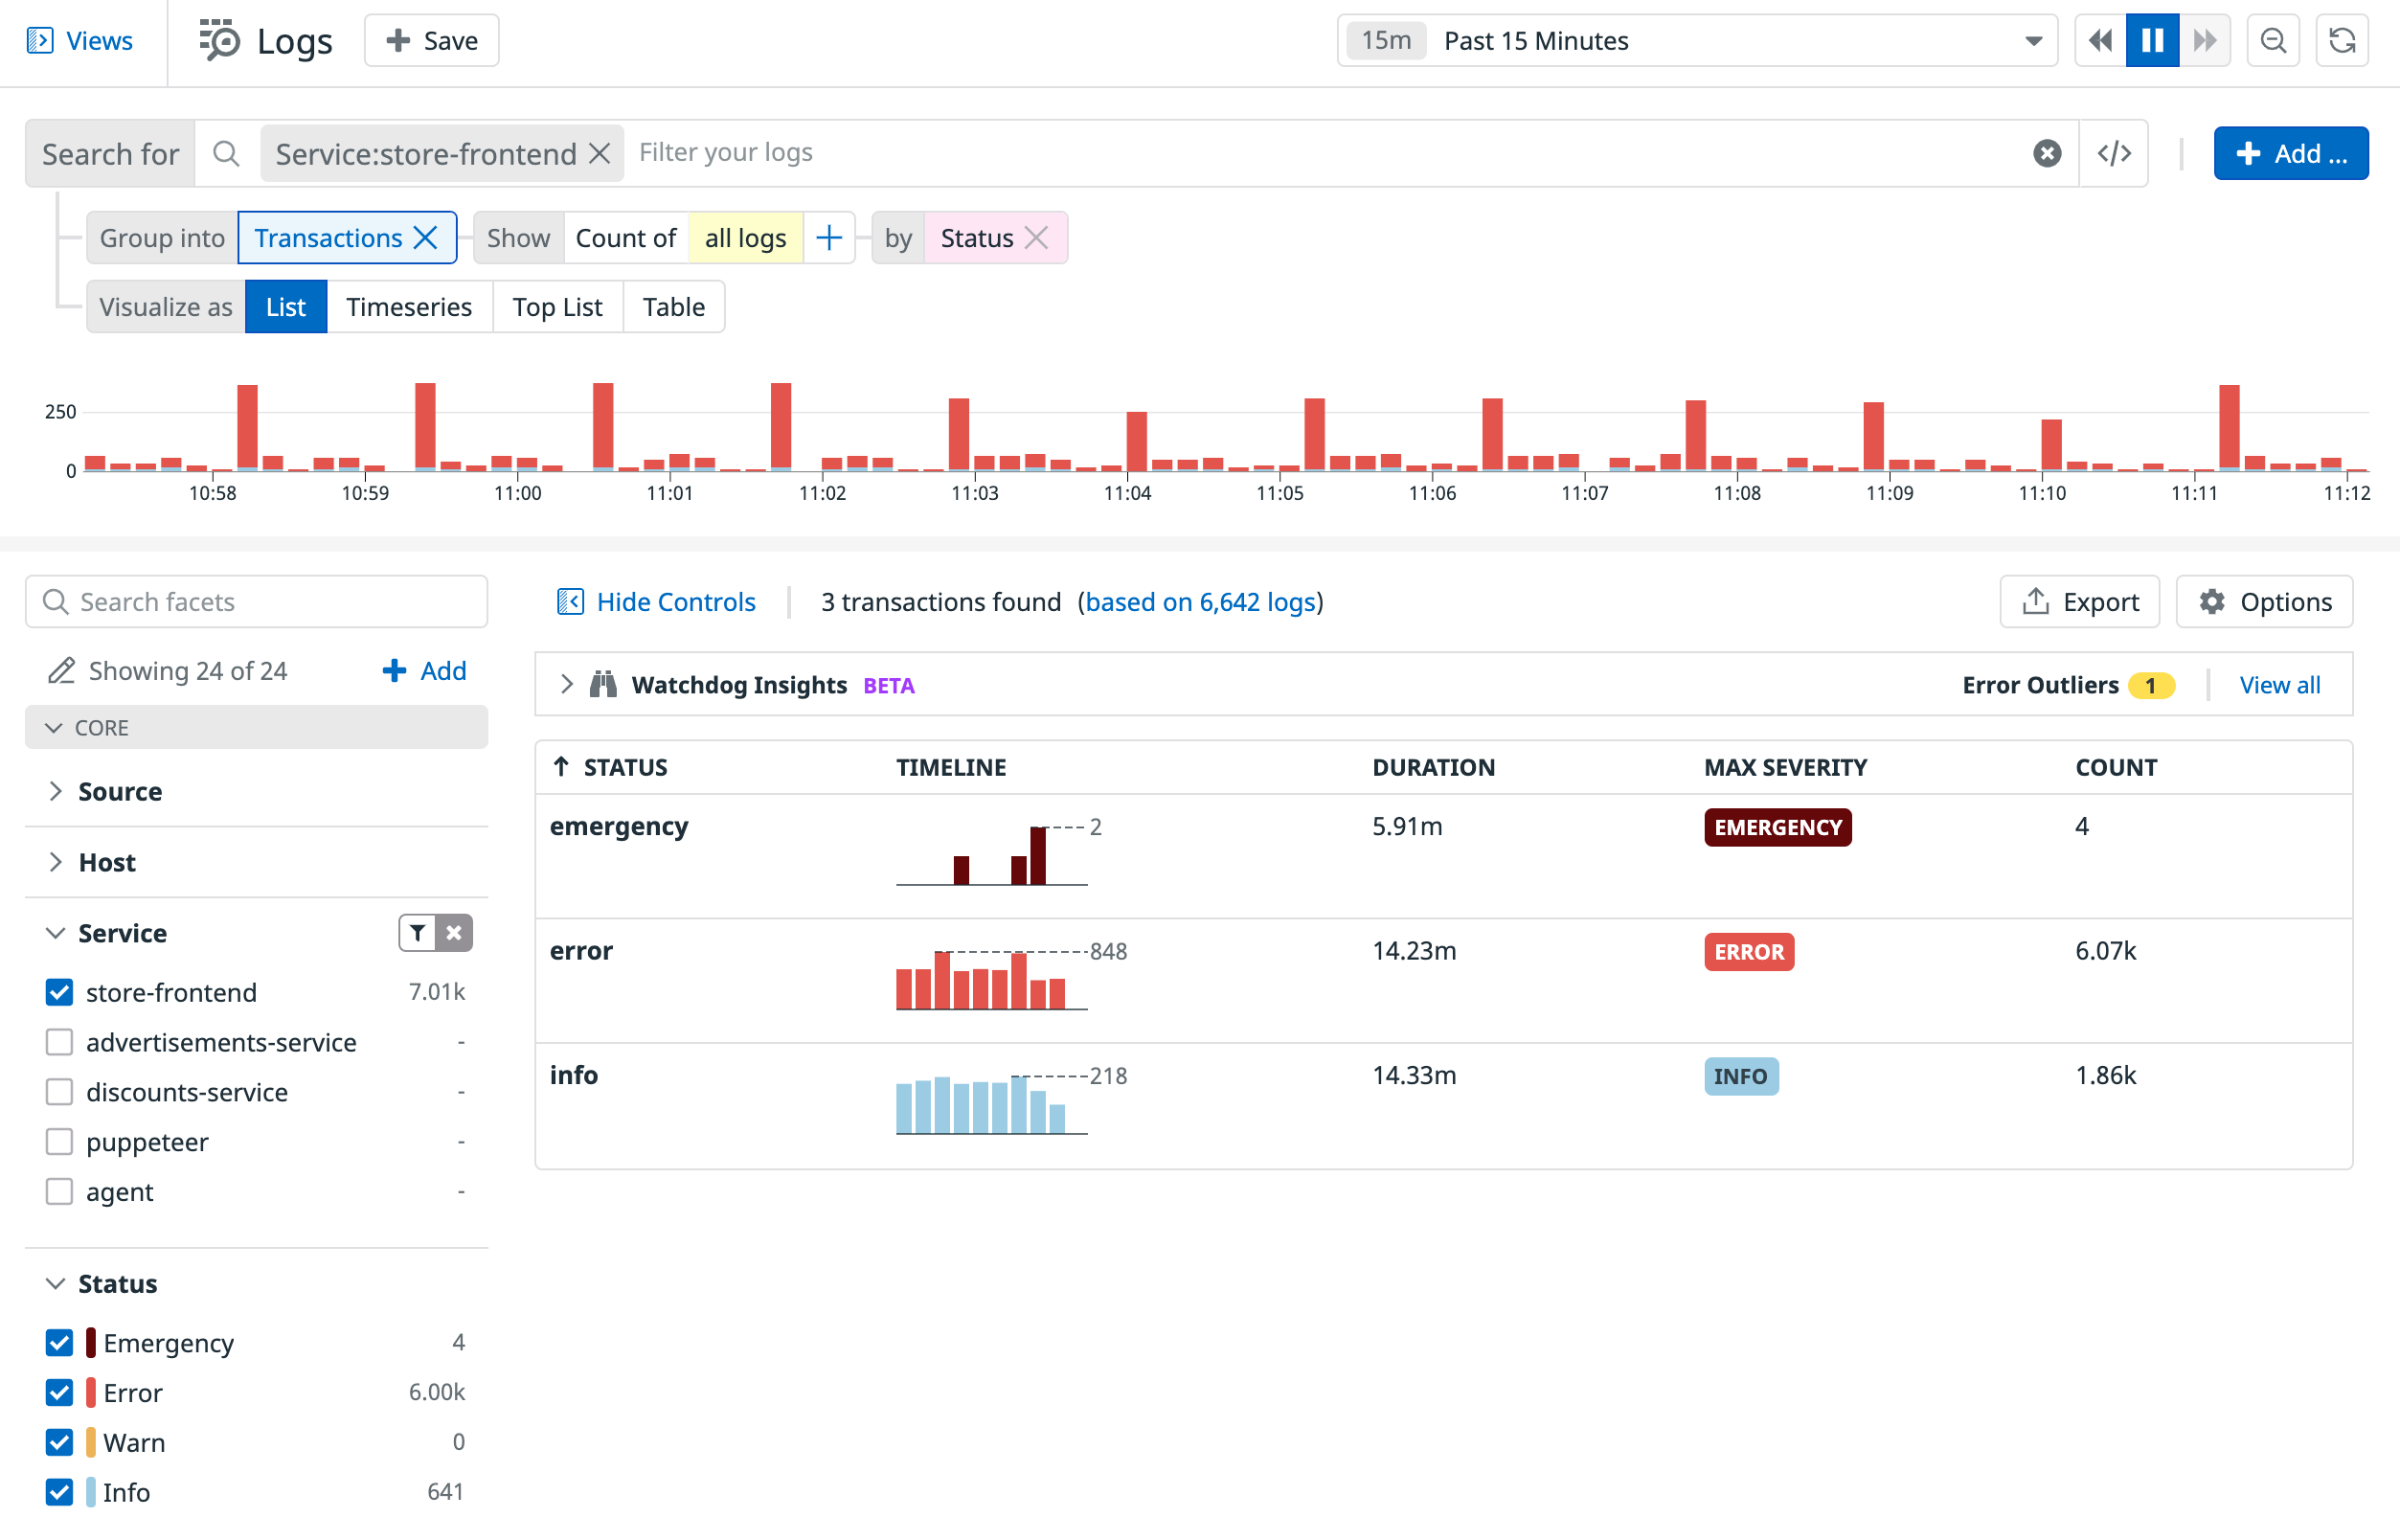 Views
Logs
Save
15m Past 15 Minutes
Search for Service:store-frontend Filter your logs </> Add ...
Group into Transactions Show Count of all logs + by Status
Visualize as List Timeseries Top List Table
250
0
10:58 10:59 11:00 11:01 11:02 11:03 11:04 11:05 11:06 11:07 11:08 11:09 11:10 11:11 11:12
Search facets
Showing 24 of 24 Add
CORE
Source
Host
Service
store-frontend 7.01k
advertisements-service -
discounts-service -
puppeteer -
agent -
Status
Emergency 4
Error 6.00k
Warn 0
Info 641
Hide Controls 3 transactions found (based on 6,642 logs) Export Options
Watchdog Insights BETA Error Outliers 1 View all
STATUS TIMELINE DURATION MAX SEVERITY COUNT
emergency 2 5.91m EMERGENCY 4
error 848 14.23m ERROR 6.07k
info 218 14.33m INFO 1.86k